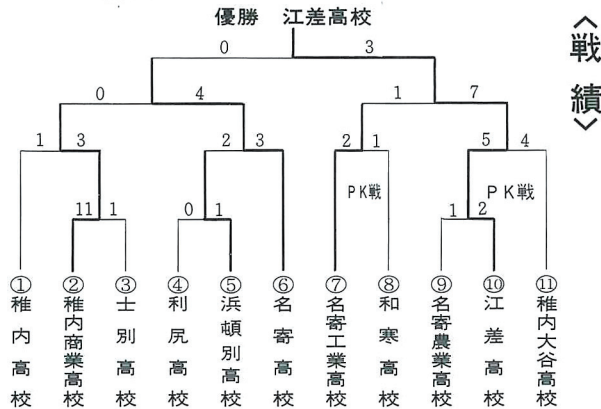 優勝 江差高校
〈戦績〉
0 3
0 4 1 7
1 3 2 3 2 1 5 4
PK戦 PK戦
11 1 0 1 1 2
①稚内高校
②稚内商業高校
③士別高校
④利尻高校
⑤浜頓別高校
⑥名寄高校
⑦名寄工業高校
⑧和寒高校
⑨名寄農業高校
⑩江差高校
⑪稚内大谷高校